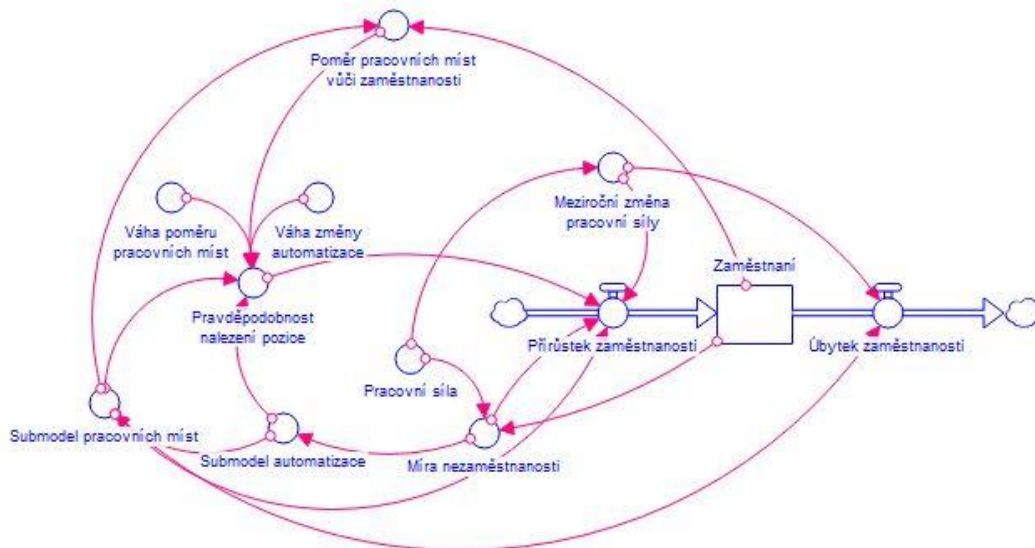 Poměr pracovních míst
vůči zaměstnanosti
Meziroční změna
pracovní síly
Váha poměru
pracovních míst
Váha změny
automatizace
Zaměstnaní
Pravděpodobnost
nalezení pozice
Přírůstek zaměstnanosti
Úbytek zaměstnanosti
Pracovní síla
Submodel pracovních míst
Submodel automatizace
Míra nezaměstnanosti